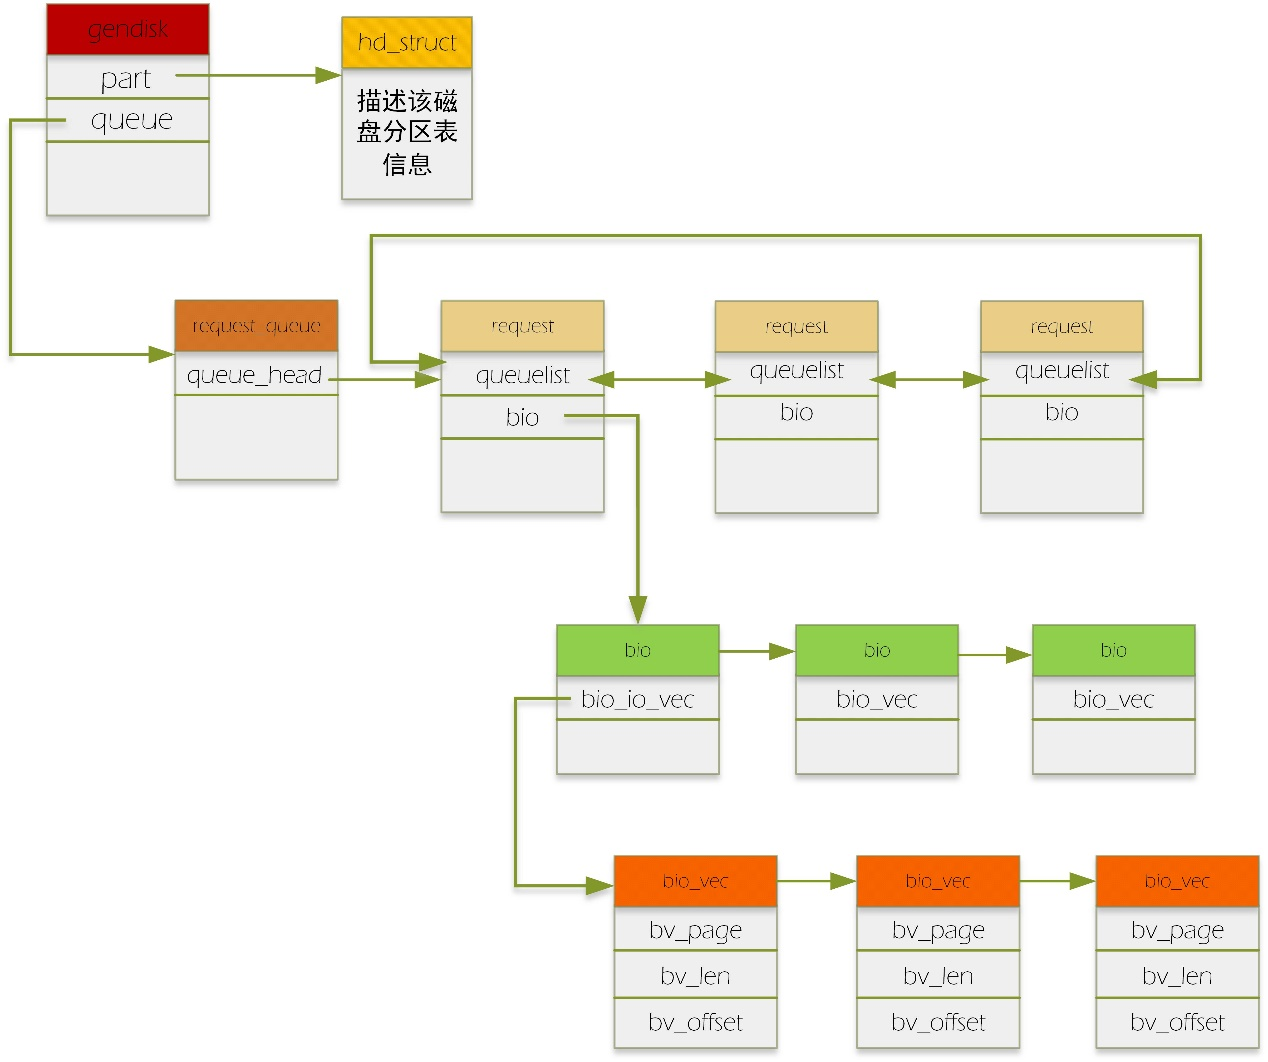 gendisk
part
queue
hd_struct
描述该磁
盘分区表
信息
request_queue
queue_head
request
queuelist
bio
request
queuelist
bio
request
queuelist
bio
bio
bio_io_vec
bio
bio_vec
bio
bio_vec
bio_vec
bv_page
bv_len
bv_offset
bio_vec
bv_page
bv_len
bv_offset
bio_vec
bv_page
bv_len
bv_offset